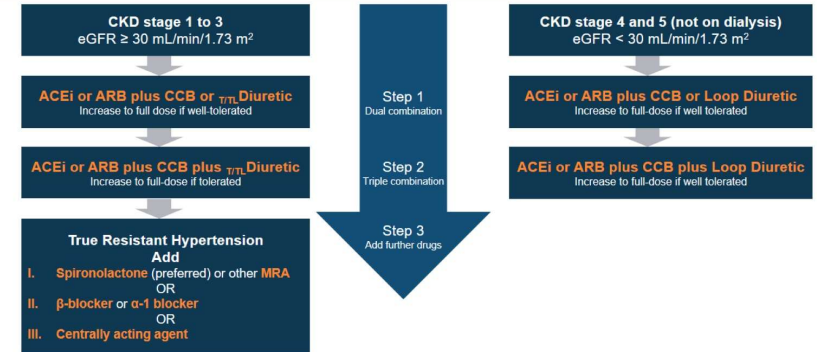 CKD stage 1 to 3
eGFR ≥ 30 mL/min/1.73 m²
ACEi or ARB plus CCB or T/TL Diuretic
Increase to full dose if well-tolerated
ACEi or ARB plus CCB plus T/TL Diuretic
Increase to full-dose if tolerated
True Resistant Hypertension
Add
I. Spironolactone (preferred) or other MRA
OR
II. β-blocker or α-1 blocker
OR
III. Centrally acting agent
Step 1
Dual combination
Step 2
Triple combination
Step 3
Add further drugs
CKD stage 4 and 5 (not on dialysis)
eGFR < 30 mL/min/1.73 m²
ACEi or ARB plus CCB or Loop Diuretic
Increase to full-dose if well tolerated
ACEi or ARB plus CCB plus Loop Diuretic
Increase to full-dose if well tolerated